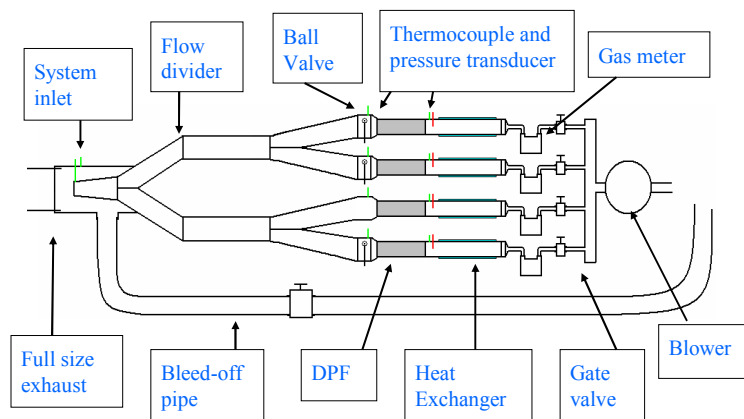 System
inlet
Flow
divider
Ball
Valve
Thermocouple and
pressure transducer
Gas meter
Full size
exhaust
Bleed-off
pipe
DPF
Heat
Exchanger
Gate
valve
Blower